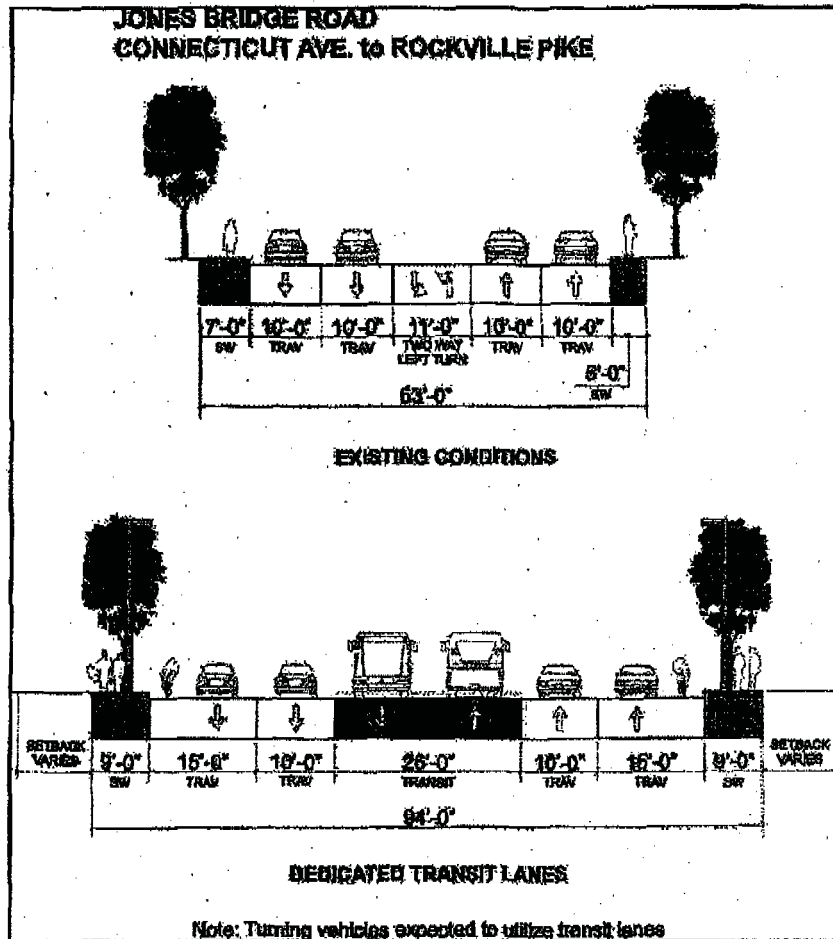 JONES BRIDGE ROAD
CONNECTICUT AVE. to ROCKVILLE PIKE
7'-0" 10'-0" 10'-0" 11'-0" 10'-0" 10'-0"
SW TRAV TRAV TWO WAY LEFT TURN TRAV TRAV
5'-0"
SW
63'-0"
EXISTING CONDITIONS
SETBACK VARIES 9'-0" 15'-0" 10'-0" 26'-0" 10'-0" 15'-0" 9'-0" SETBACK VARIES
SW TRAV TRAV TRANSIT TRAV TRAV SW
94'-0"
DEDICATED TRANSIT LANES
Note: Turning vehicles expected to utilize transit lanes